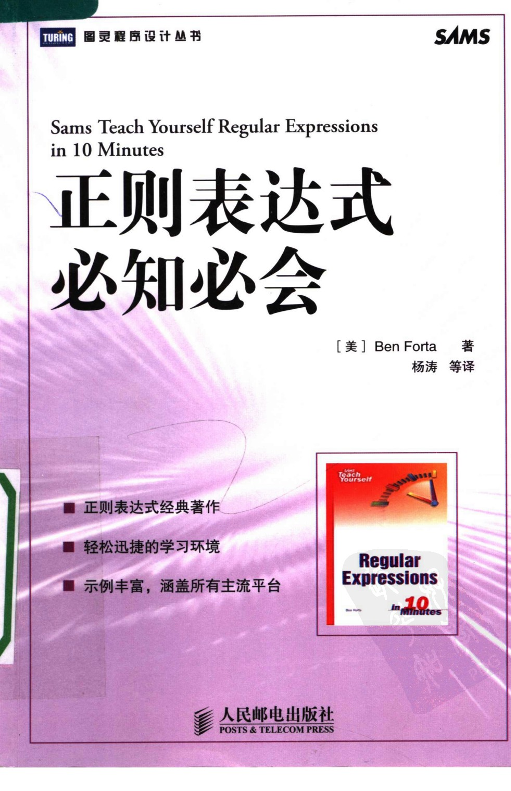 TURING 图灵程序设计丛书
SAMS
Sams Teach Yourself Regular Expressions
in 10 Minutes
正则表达式
必知必会
[美] Ben Forta 著
杨涛 等译
正则表达式经典著作
轻松迅捷的学习环境
示例丰富，涵盖所有主流平台
SAMS
Teach
Yourself
Regular
Expressions
in 10
Minutes
Ben Forta
人民邮电出版社
POSTS & TELECOM PRESS